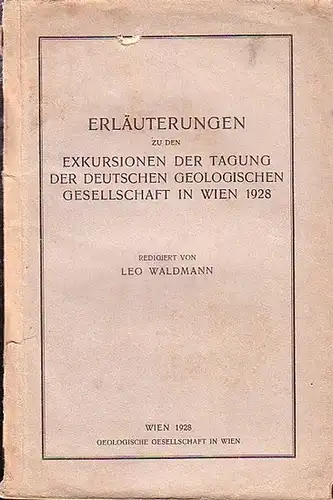 ERLÄUTERUNGEN
ZU DEN
EXKURSIONEN DER TAGUNG
DER DEUTSCHEN GEOLOGISCHEN
GESELLSCHAFT IN WIEN 1928
REDIGIERT VON
LEO WALDMANN
WIEN 1928
GEOLOGISCHE GESELLSCHAFT IN WIEN